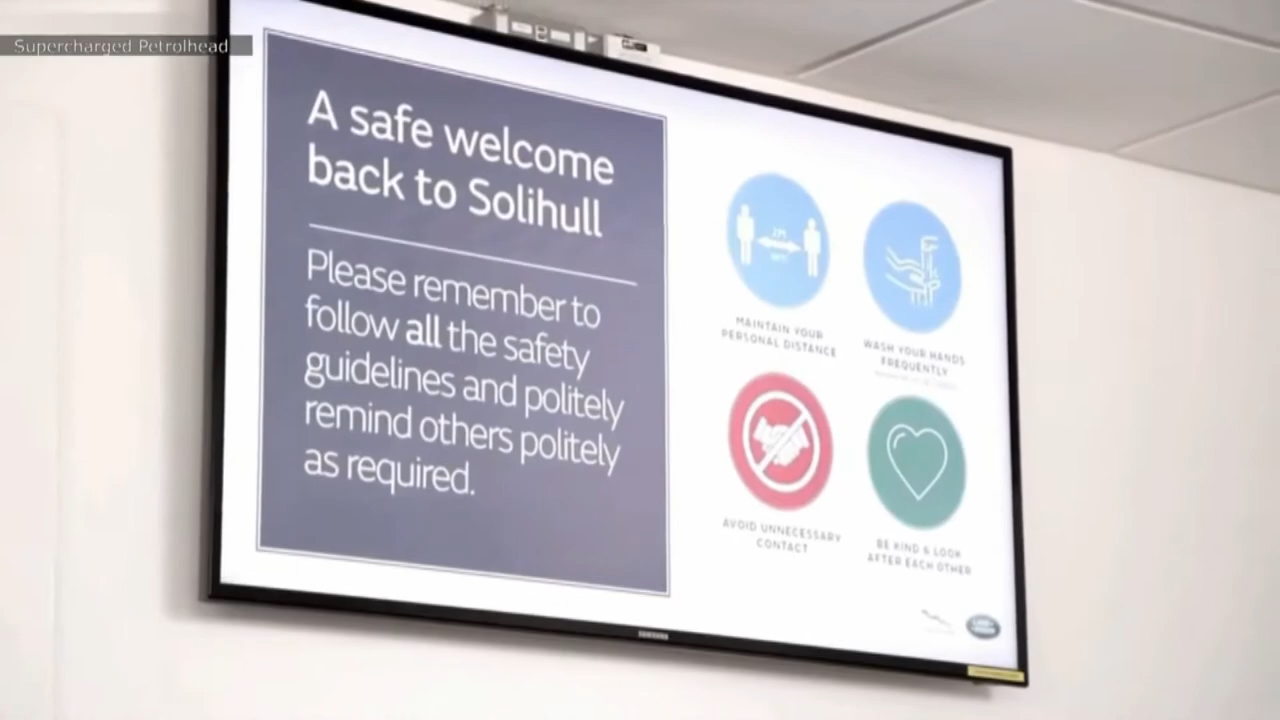 Supercharged Petrolhead
A safe welcome
back to Solihull
Please remember to
follow all the safety
guidelines and politely
remind others politely
as required.
MAINTAIN YOUR
PERSONAL DISTANCE
WASH YOUR HANDS
FREQUENTLY
AVOID UNNECESSARY
CONTACT
BE KIND & LOOK
AFTER EACH OTHER
SAMSUNG